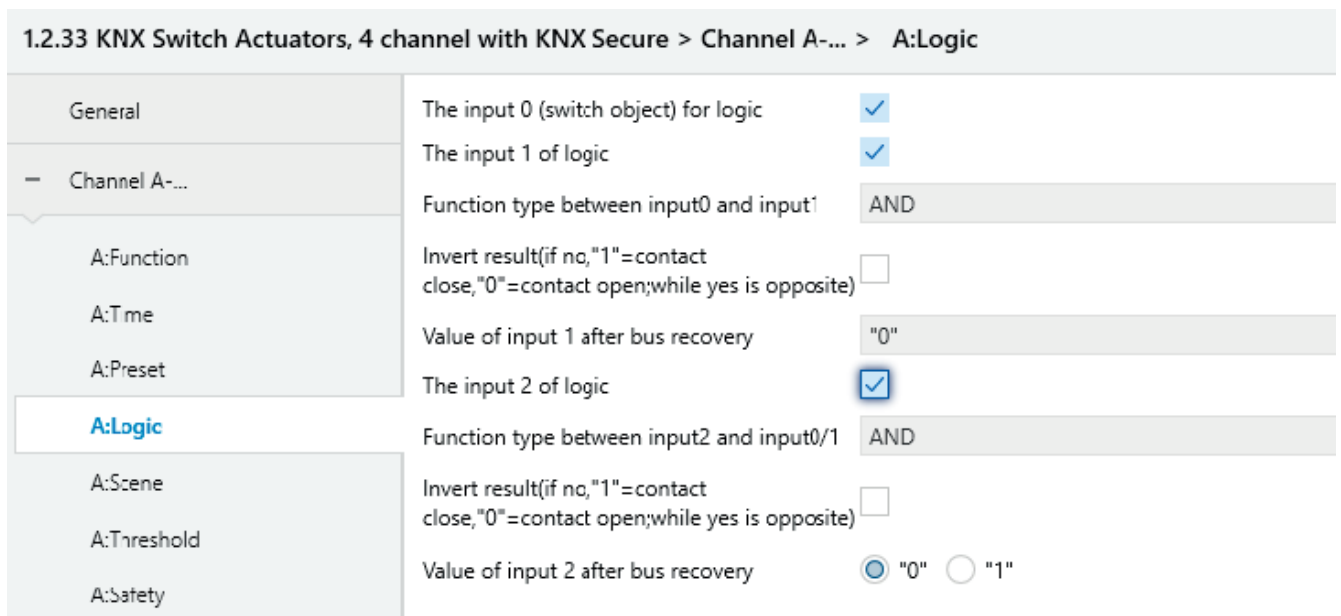 1.2.33 KNX Switch Actuators, 4 channel with KNX Secure > Channel A-... > A:Logic
General
Channel A-...
A:Function
A:Time
A:Preset
A:Logic
A:Scene
A:Threshold
A:Safety
The input 0 (switch object) for logic
The input 1 of logic
Function type between input0 and input1
AND
Invert result(if no,"1"=contact
close,"0"=contact open;while yes is opposite)
Value of input 1 after bus recovery
"0"
The input 2 of logic
Function type between input2 and input0/1
AND
Invert result(if no,"1"=contact
close,"0"=contact open;while yes is opposite)
Value of input 2 after bus recovery
"0" "1"